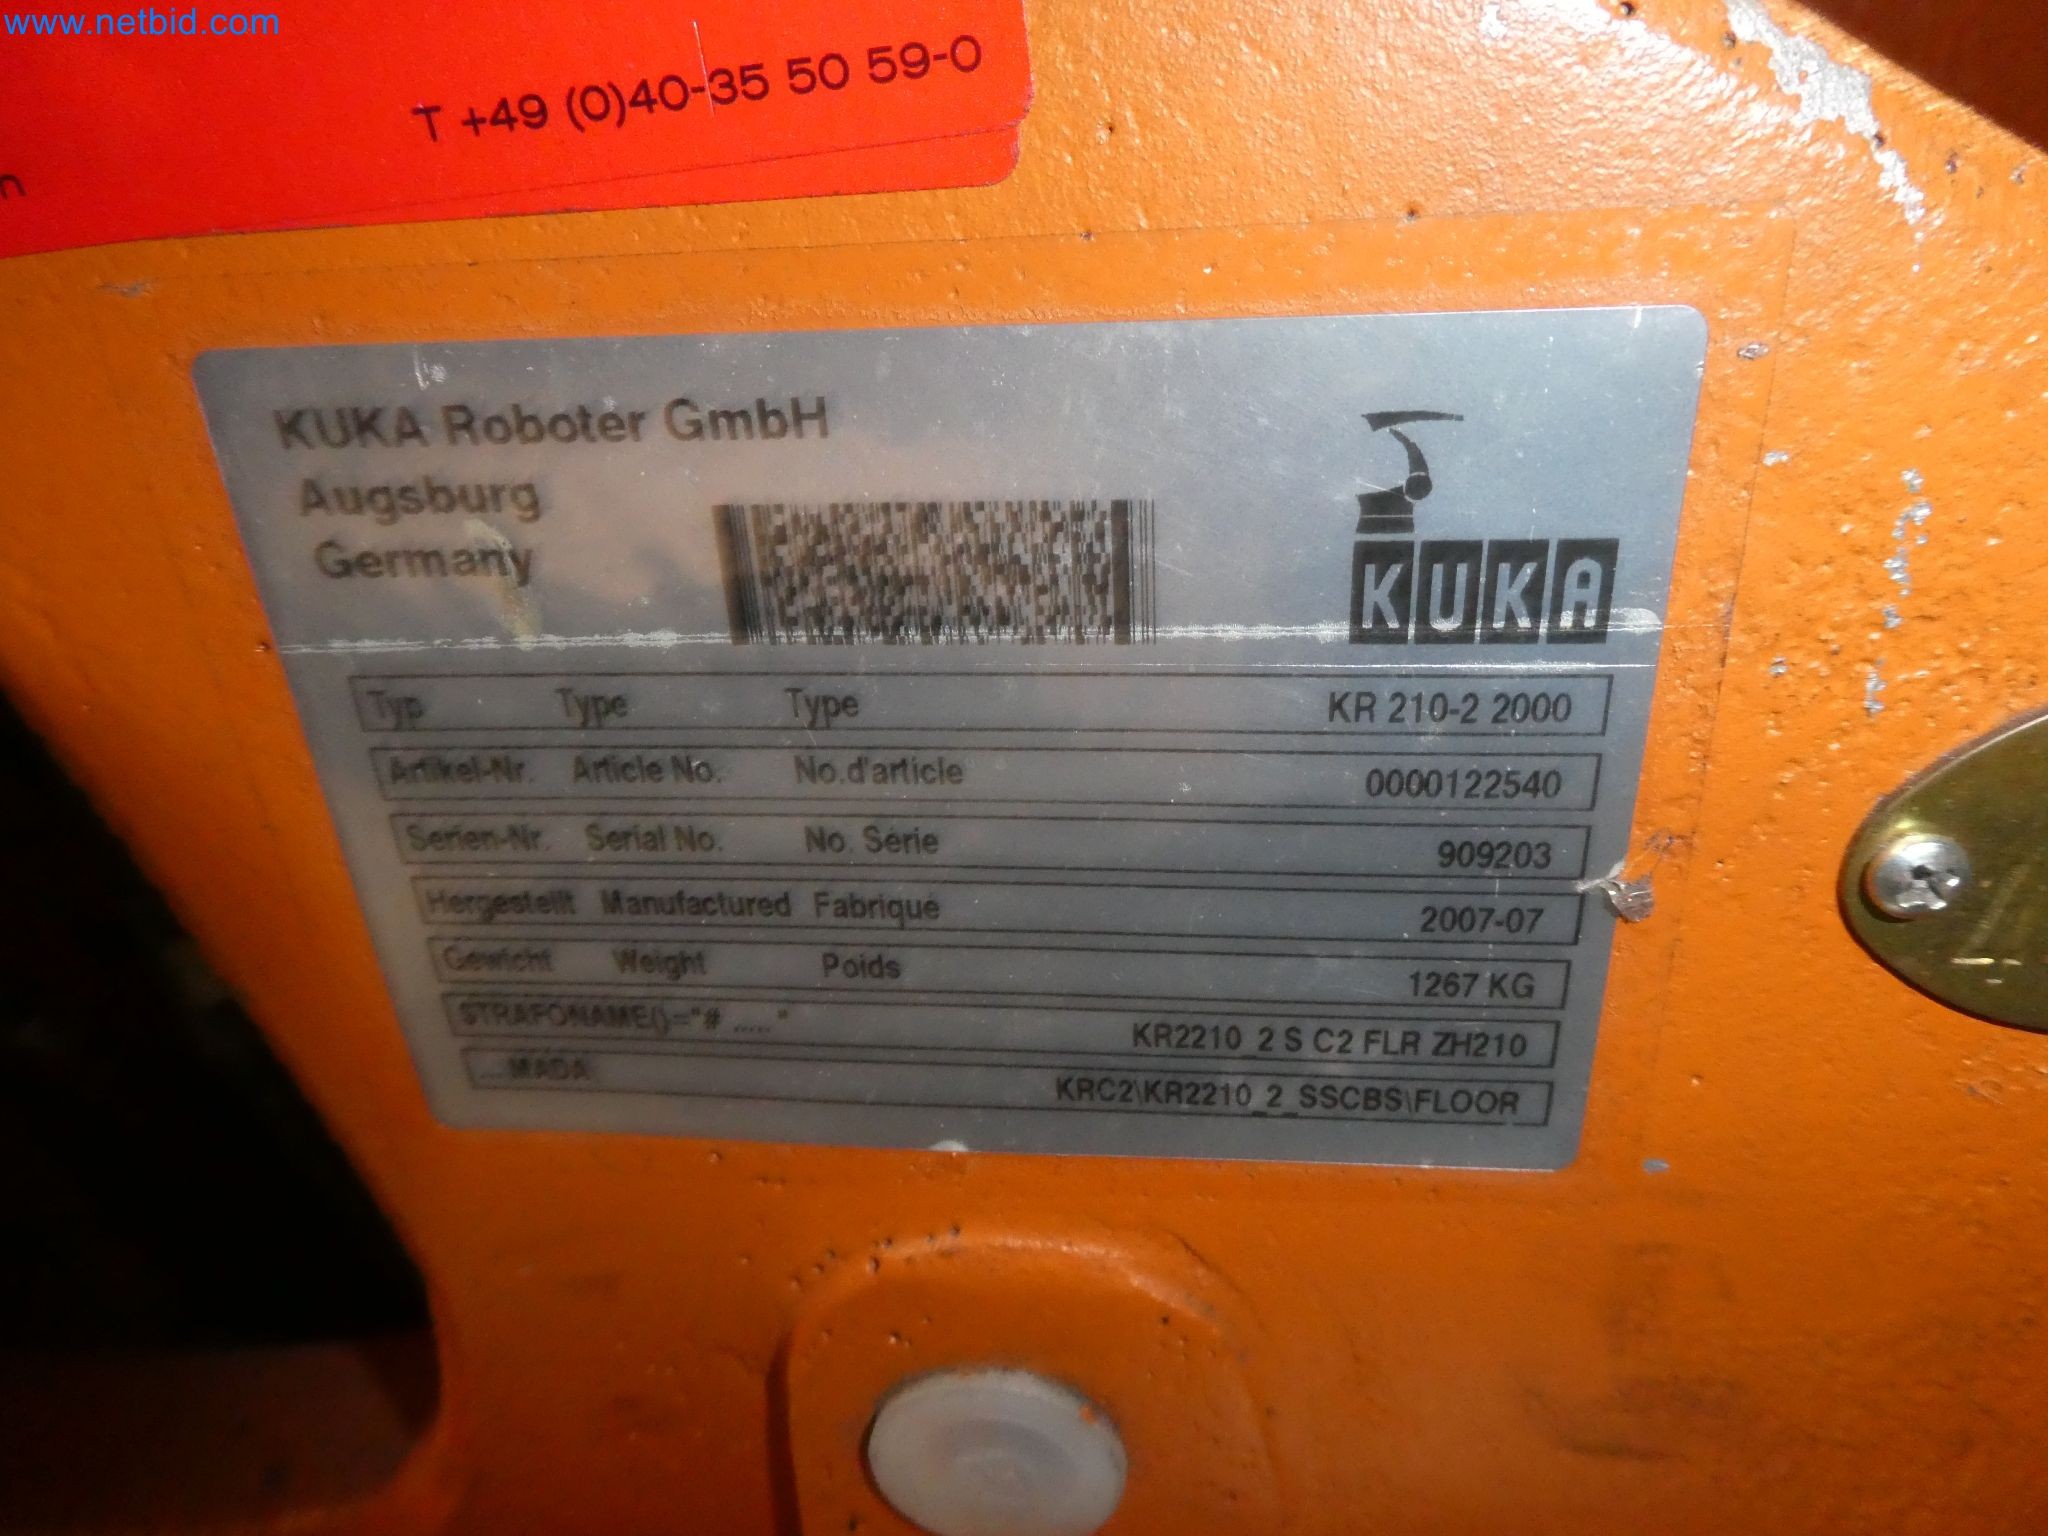 www.netbid.com
T +49 (0)40-35 50 59-0
n
KUKA Roboter GmbH
Augsburg
Germany
KUKA
Typ Type Type KR 210-2 2000
Artikel-Nr. Article No. No.d'article 0000122540
Serien-Nr. Serial No. No. Série 909203
Hergestellt Manufactured Fabriqué 2007-07
Gewicht Weight Poids 1267 KG
$TRAFONAME()="# ....." KR2210_2 S C2 FLR ZH210
...MADA KRC2\KR2210_2_SSCBS\FLOOR